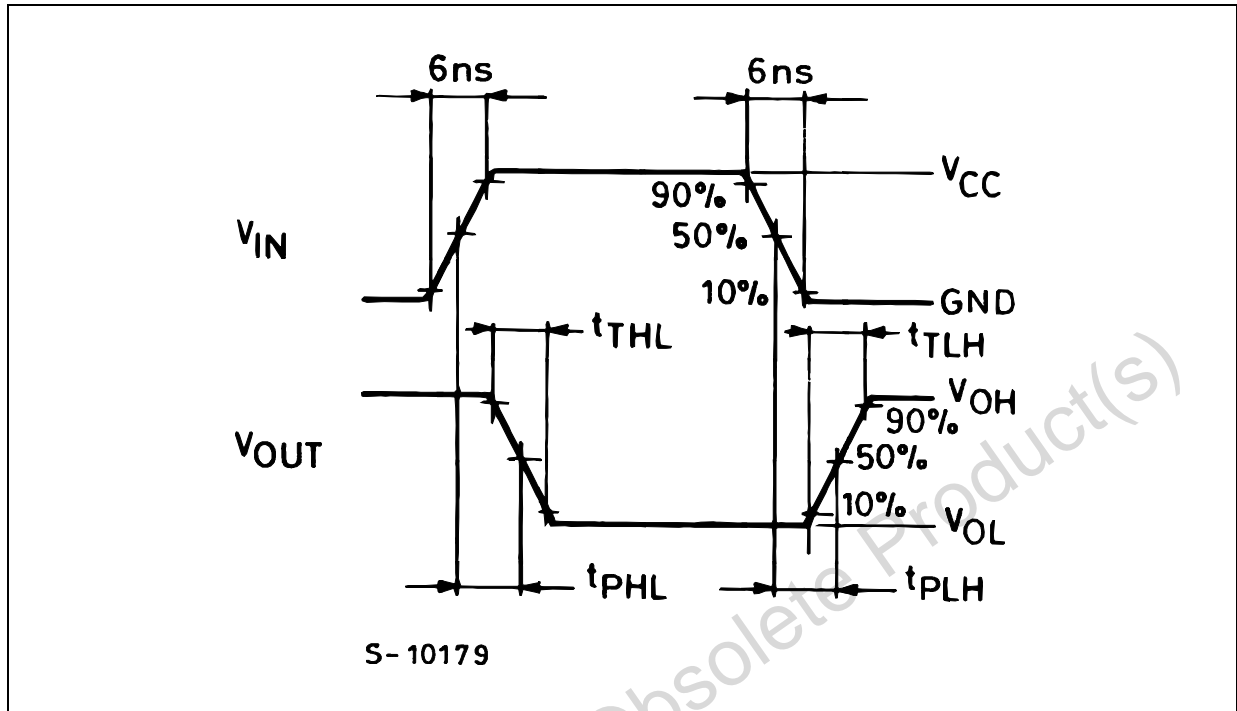 6ns 6ns
VCC
90%
VIN 50%
10% GND
tTHL tTLH
VOH
90%
VOUT 50%
10%
VOL
tPHL tPLH
S-10179
Obsolete Product(s)